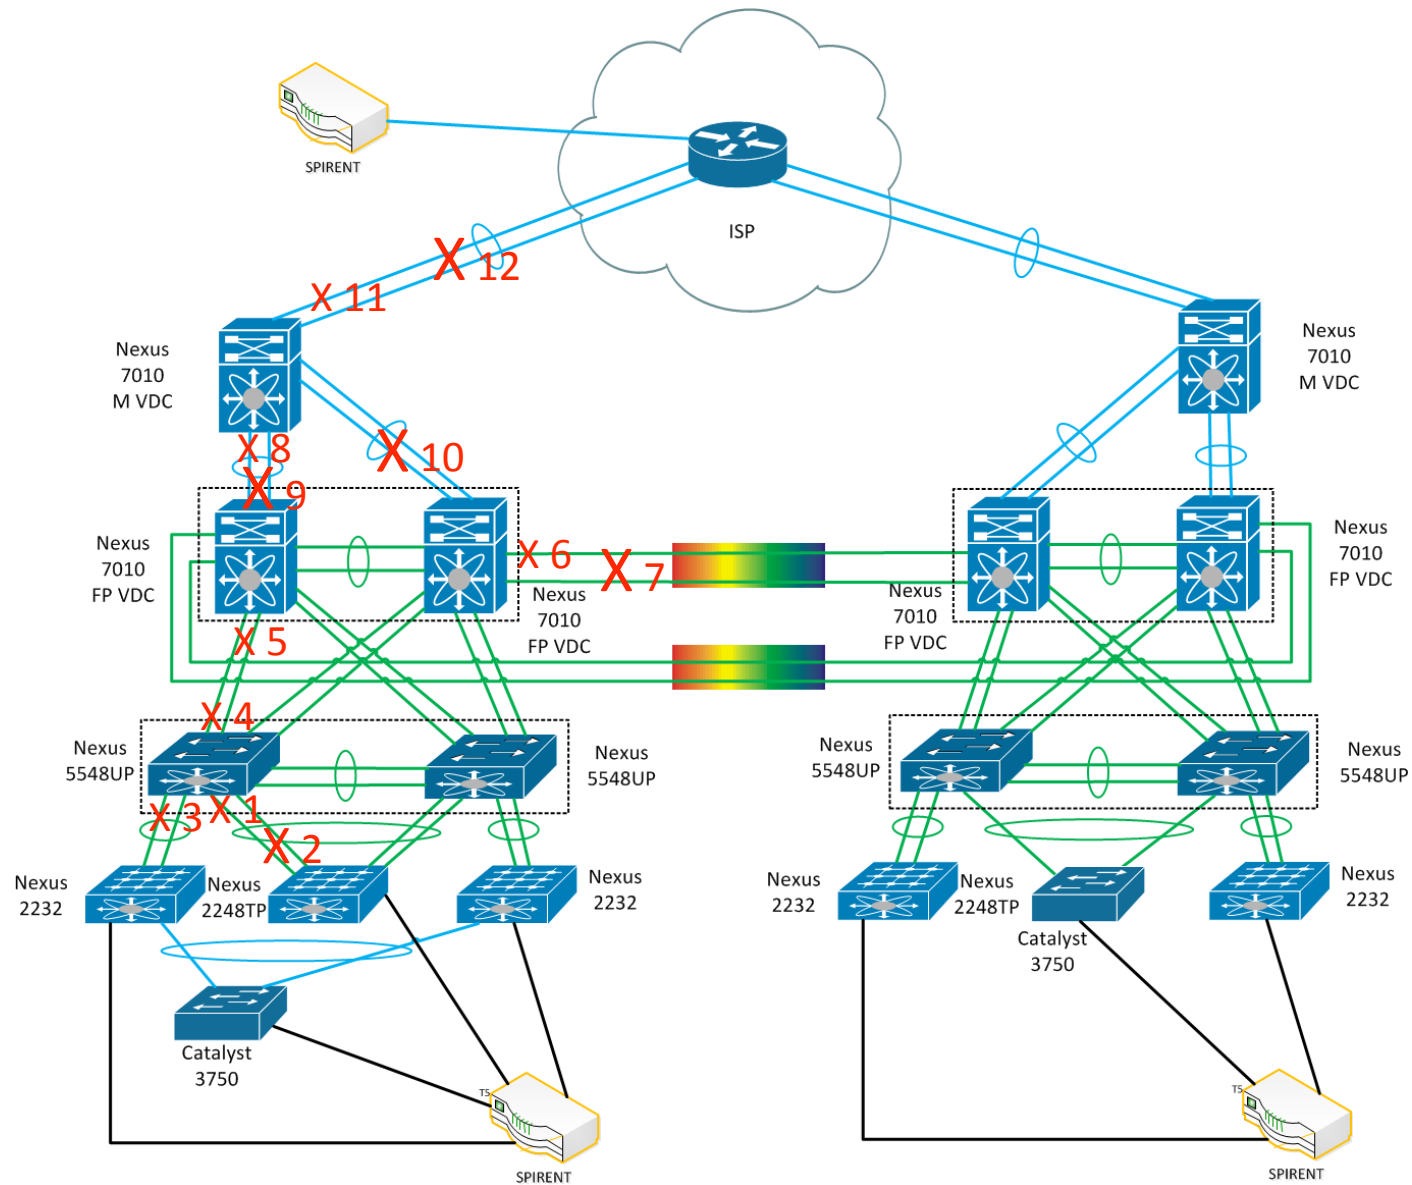 SPIRENT
ISP
X 12
X 11
Nexus
7010
M VDC
Nexus
7010
M VDC
X 8
X 10
X 9
Nexus
7010
FP VDC
X 6
X 7
Nexus
7010
FP VDC
Nexus
7010
FP VDC
Nexus
7010
FP VDC
X 5
X 4
Nexus
5548UP
Nexus
5548UP
Nexus
5548UP
Nexus
5548UP
X 3
X 1
X 2
Nexus
2232
Nexus
2248TP
Nexus
2232
Nexus
2232
Nexus
2248TP
Nexus
2232
Catalyst
3750
Catalyst
3750
TS
SPIRENT
TS
SPIRENT